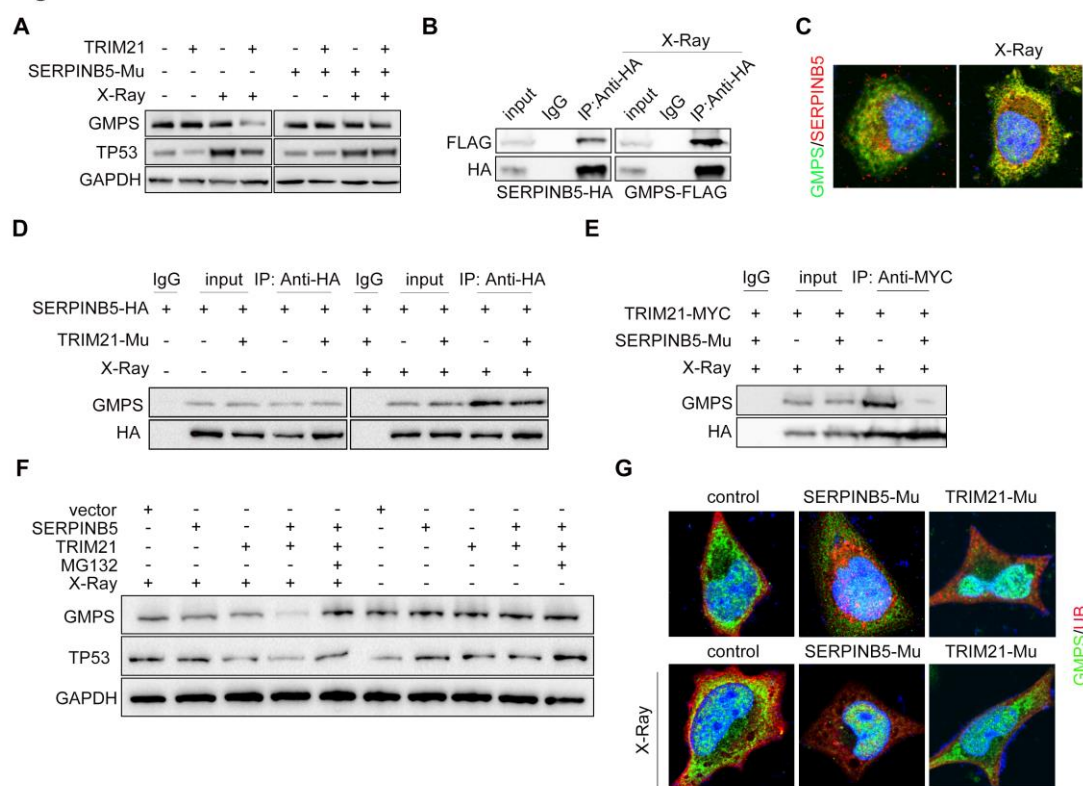 A
TRIM21 - + - + - + - +
SERPINB5-Mu - - - - + + + +
X-Ray - - + + - - + +
GMPS
TP53
GAPDH
B
X-Ray
input IgG IP:Anti-HA input IgG IP:Anti-HA
FLAG
HA
SERPINB5-HA GMPS-FLAG
C
X-Ray
GMPS/SERPINB5
D
IgG input IP: Anti-HA IgG input IP: Anti-HA
SERPINB5-HA + + + + + + + + + +
TRIM21-Mu - - + - + + - + - +
X-Ray - - - - - + + + + +
GMPS
HA
E
IgG input IP: Anti-MYC
TRIM21-MYC + + + + +
SERPINB5-Mu + - + - +
X-Ray + + + + +
GMPS
HA
F
vector + - - - - + - - - -
SERPINB5 - + - + + - + - + +
TRIM21 - - + + + - - + + +
MG132 - - - - + - - - - +
X-Ray + + + + + - - - - -
GMPS
TP53
GAPDH
G
control SERPINB5-Mu TRIM21-Mu
control SERPINB5-Mu TRIM21-Mu
X-Ray
GMPS/UB